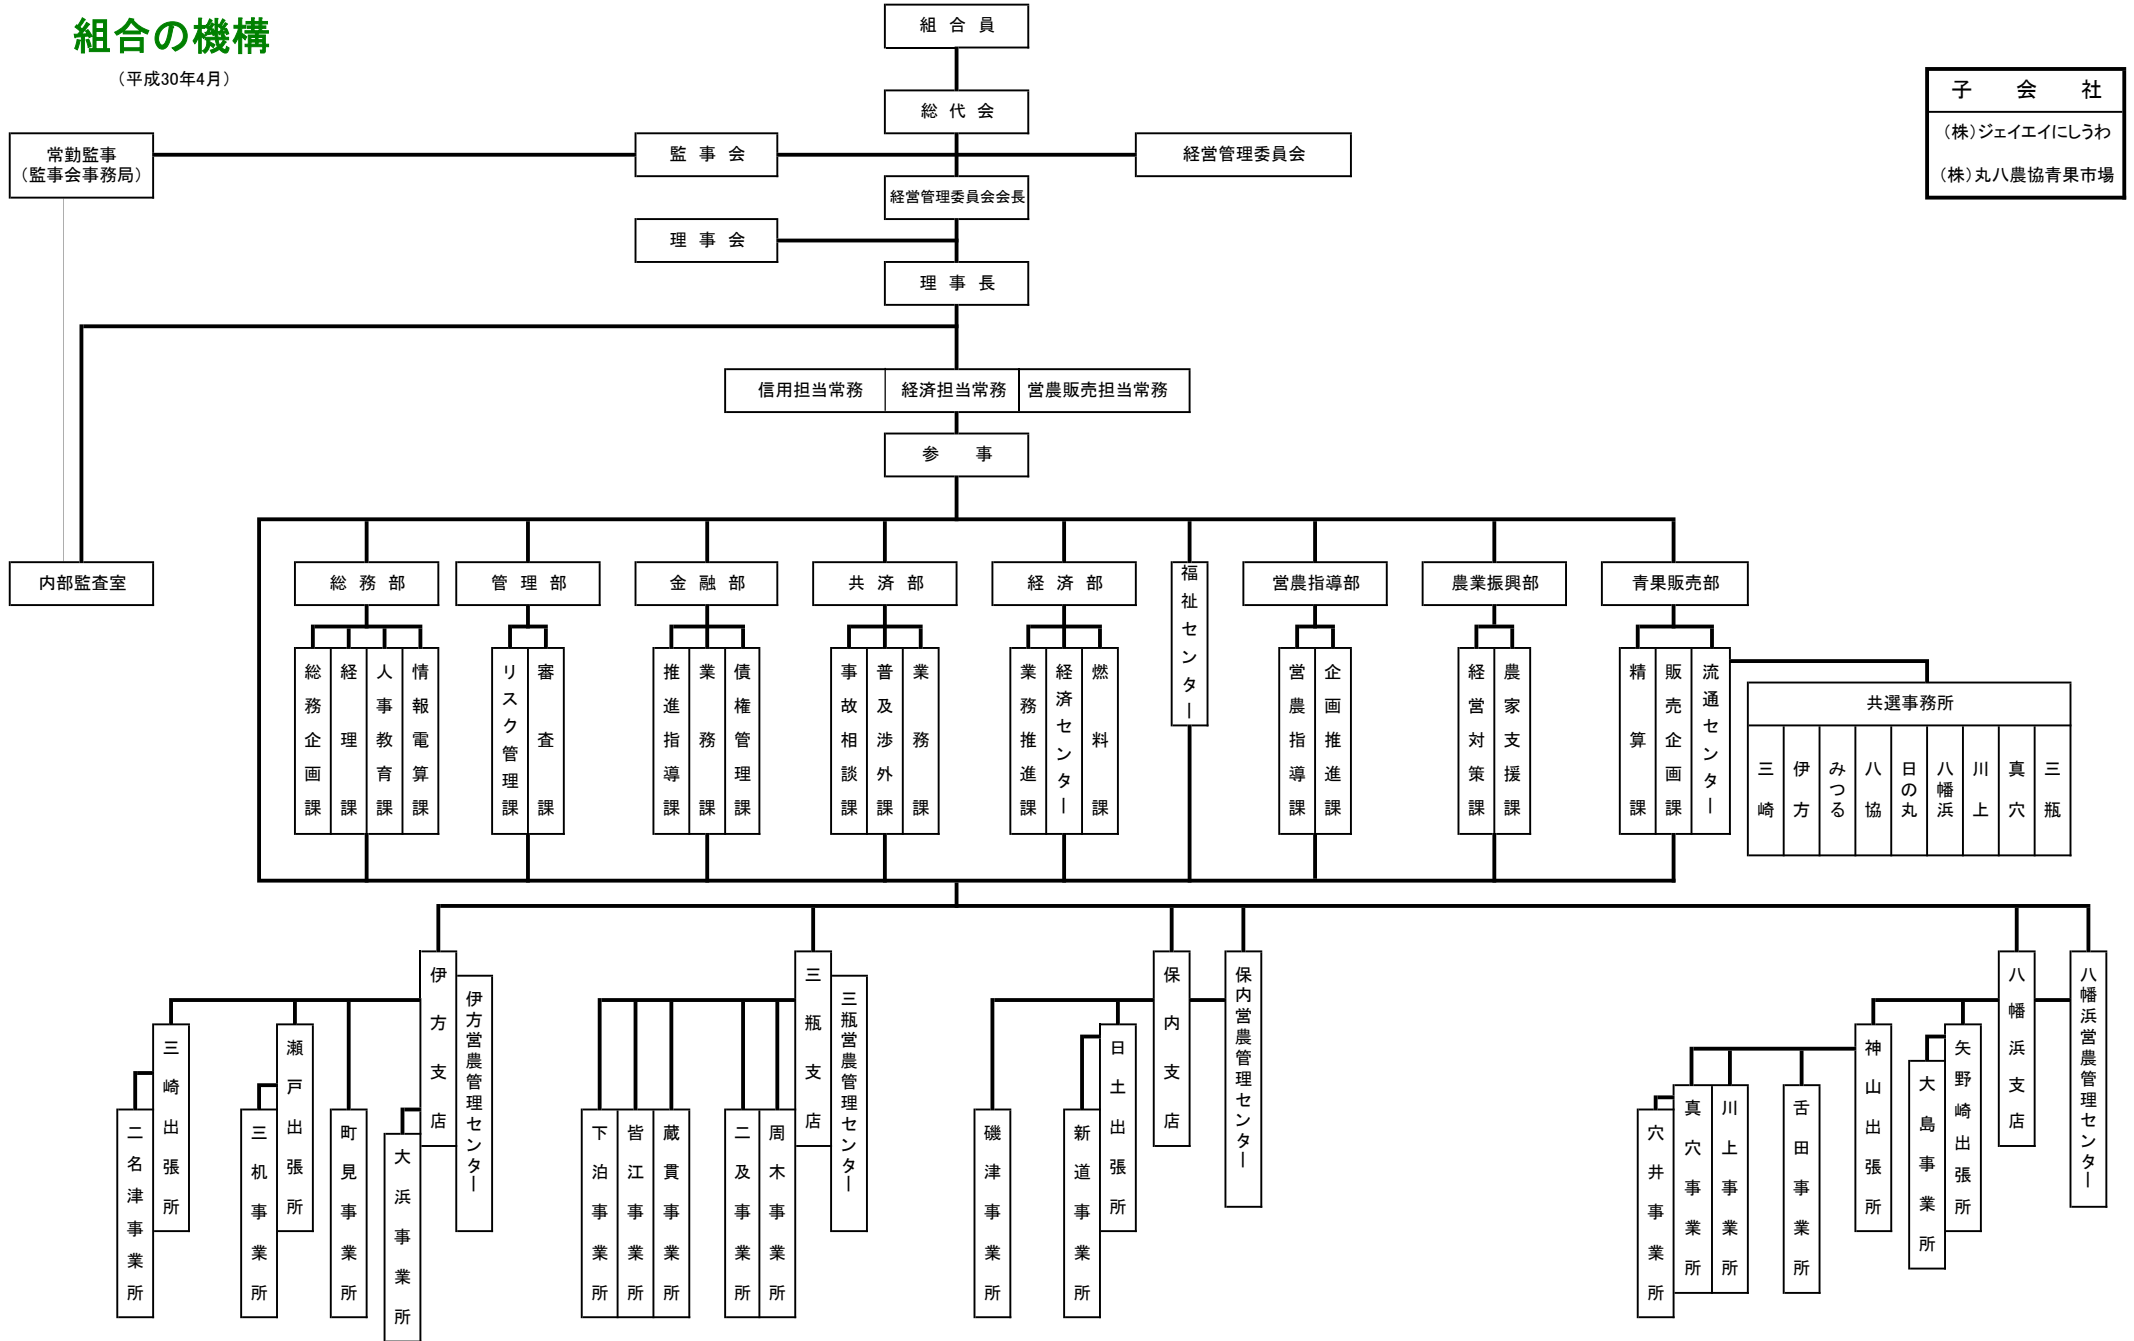 組合の機構
（平成30年4月）
組合員
総代会
常勤監事
（監事会事務局）
監事会
経営管理委員会
経営管理委員会会長
理事会
理事長
子会社
（株）ジェイエイにしうわ
（株）丸八農協青果市場
信用担当常務
経済担当常務
営農販売担当常務
参事
内部監査室
総務部
管理部
金融部
共済部
経済部
福祉センター
営農指導部
農業振興部
青果販売部
総務企画課
経理課
人事教育課
情報電算課
リスク管理課
審査課
推進指導課
業務課
債権管理課
事故相談課
普及渉外課
業務課
業務推進課
経済センター
燃料課
営農指導課
企画推進課
経営対策課
農家支援課
精算課
販売企画課
流通センター
共選事務所
三崎
伊方
みつる
八協
日の丸
八幡浜
川上
真穴
三瓶
伊方支店
伊方営農管理センター
三崎出張所
二名津事業所
瀬戸出張所
三机事業所
町見事業所
大浜事業所
三瓶支店
三瓶営農管理センター
下泊事業所
皆江事業所
蔵貫事業所
二及事業所
周木事業所
保内支店
保内営農管理センター
磯津事業所
日土出張所
新道事業所
八幡浜支店
八幡浜営農管理センター
神山出張所
穴井事業所
真穴事業所
川上事業所
舌田事業所
矢野崎出張所
大島事業所